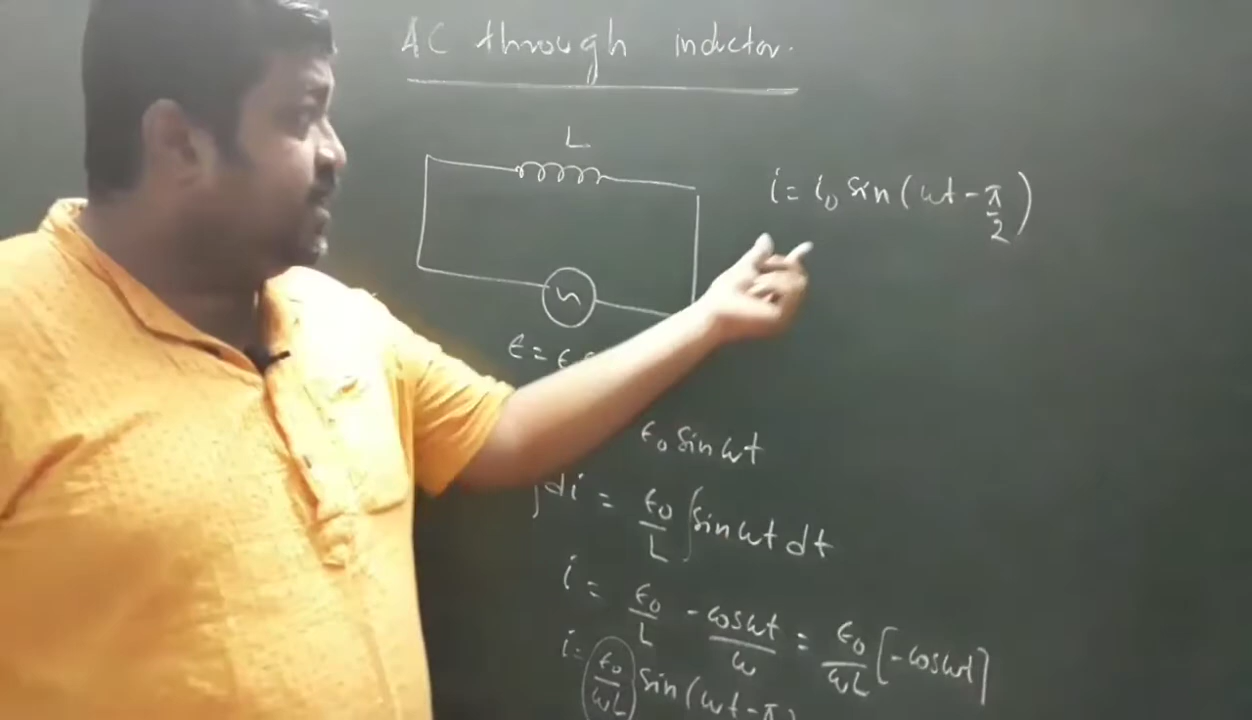 AC through inductor.
L
i = i₀ sin(ωt - π/2)
ϵ = ϵ
ϵ₀ sin ωt
∫di = ϵ₀/L ∫sin ωt dt
i = ϵ₀/L - cos ωt/ω = ϵ₀/ωL [-cos ωt]
i = ϵ₀/ωL sin(ωt - π